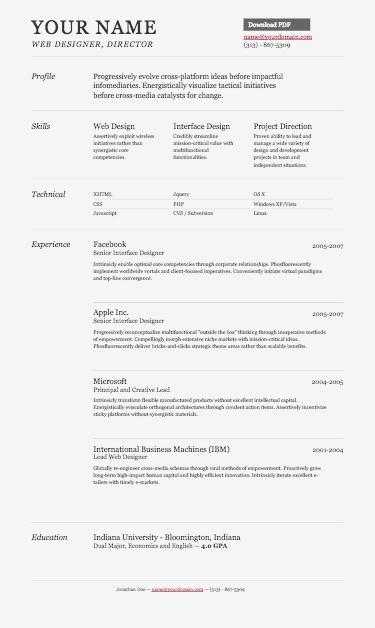 YOUR NAME
WEB DESIGNER, DIRECTOR
Download PDF
name@yourdomain.com
(313) - 867-5309
Profile
Progressively evolve cross-platform ideas before impactful
infomediaries. Energistically visualize tactical initiatives
before cross-media catalysts for change.
Skills
Web Design
Assertively exploit wireless
initiatives rather than
synergistic core
competencies.
Interface Design
Credibly streamline
mission-critical value with
multifunctional
functionalities.
Project Direction
Proven ability to lead and
manage a wide variety of
design and development
projects in team and
independent situations.
Technical
XHTML
Jquery
OS X
CSS
PHP
Windows XP/Vista
Javascript
CVS / Subversion
Linux
Experience
Facebook
2005-2007
Senior Interface Designer
Intrinsicly enable optimal core competencies through corporate relationships. Phosfluorescently
implement worldwide vortals and client-focused imperatives. Conveniently initiate virtual paradigms
and top-line convergence.
Apple Inc.
2005-2007
Senior Interface Designer
Progressively reconceptualize multifunctional "outside the box" thinking through inexpensive methods
of empowerment. Compellingly morph extensive niche markets with mission-critical ideas.
Phosfluorescently deliver bricks-and-clicks strategic theme areas rather than scalable benefits.
Microsoft
2004-2005
Principal and Creative Lead
Intrinsicly transform flexible manufactured products without excellent intellectual capital.
Energistically evisculate orthogonal architectures through covalent action items. Assertively incentivize
sticky platforms without synergistic materials.
International Business Machines (IBM)
2001-2004
Lead Web Designer
Globally re-engineer cross-media schemas through viral methods of empowerment. Proactively grow
long-term high-impact human capital and highly efficient innovation. Intrinsicly iterate excellent e-
tailers with timely e-markets.
Education
Indiana University - Bloomington, Indiana
Dual Major, Economics and English — 4.0 GPA
Jonathan Doe — name@yourdomain.com — (313) - 867-5309